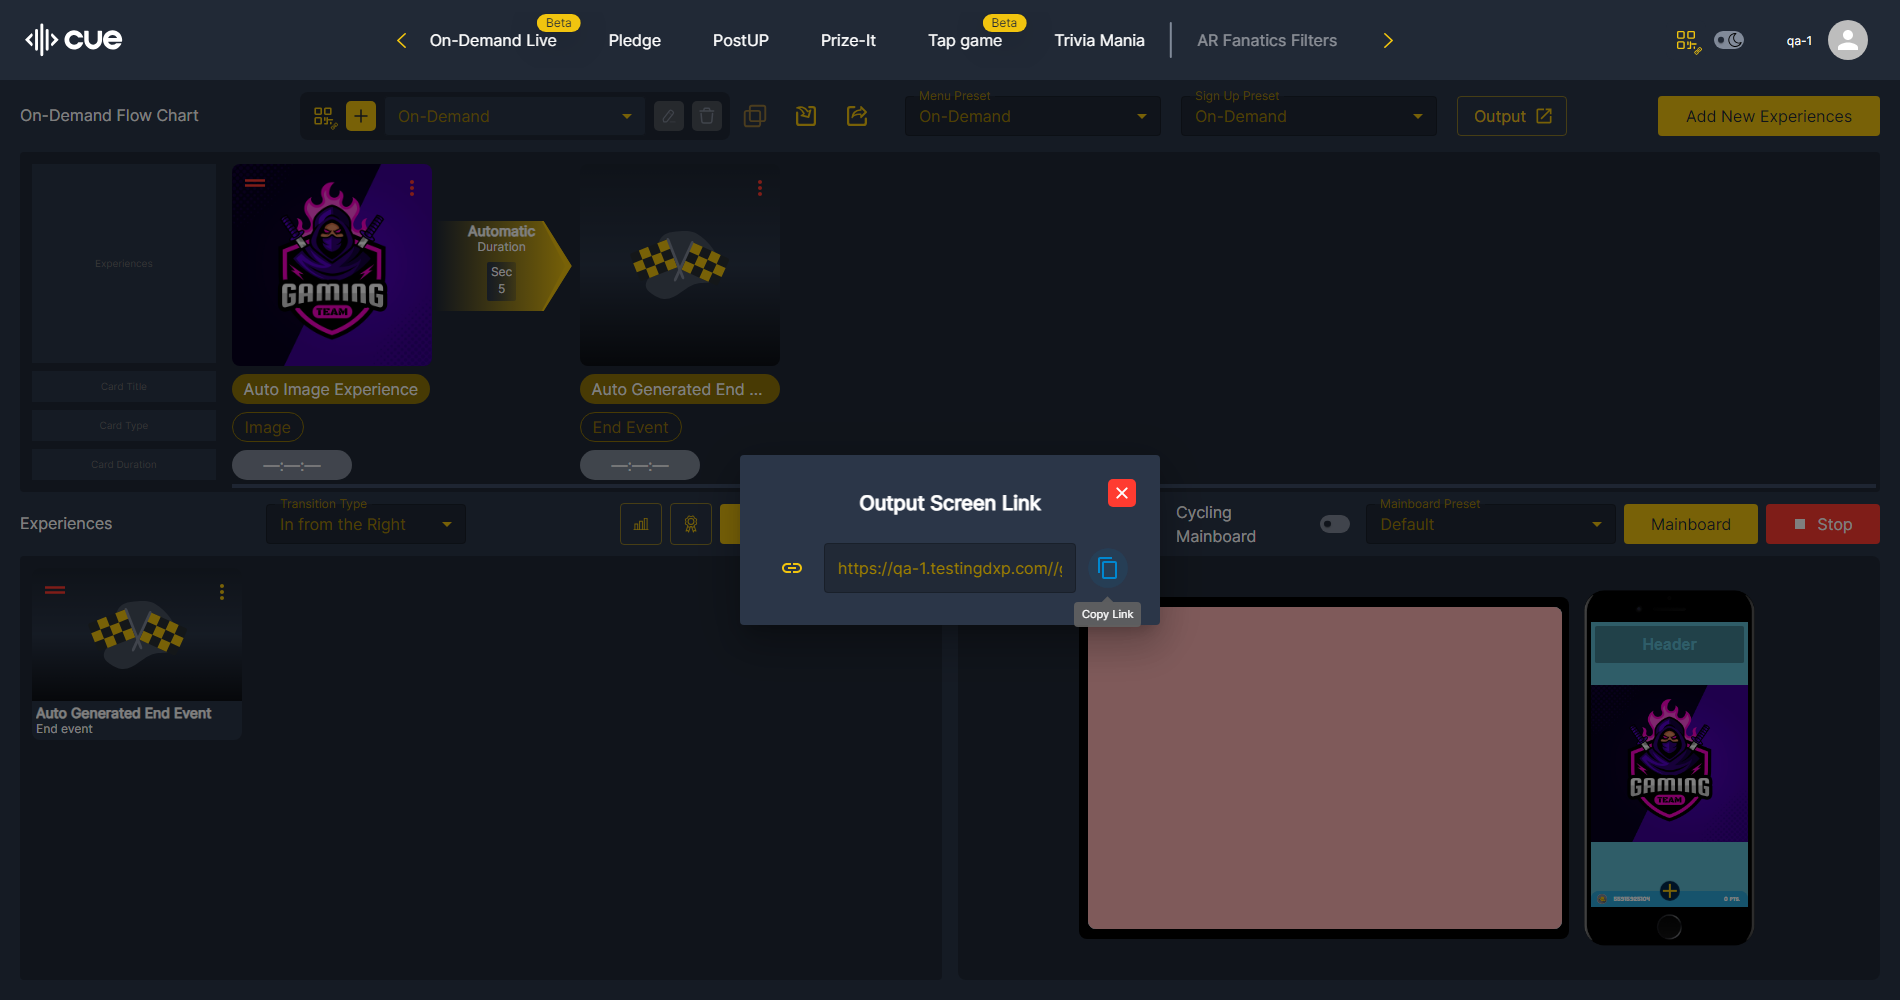 cue
On-Demand Live
Beta
Pledge
PostUP
Prize-It
Tap game
Beta
Trivia Mania
AR Fanatics Filters
qa-1
On-Demand Flow Chart
On-Demand
Menu Preset
On-Demand
Sign Up Preset
On-Demand
Output
Add New Experiences
Experiences
Card Title
Card Type
Card Duration
GAMING
TEAM
Automatic
Duration
Sec
5
Auto Image Experience
Image
—:—:—
Auto Generated End ...
End Event
—:—:—
Output Screen Link
https://qa-1.testingdxp.com//g
Copy Link
Experiences
Transition Type
In from the Right
Cycling
Mainboard
Mainboard Preset
Default
Mainboard
Stop
Auto Generated End Event
End event
Header
GAMING
TEAM
0 PTS